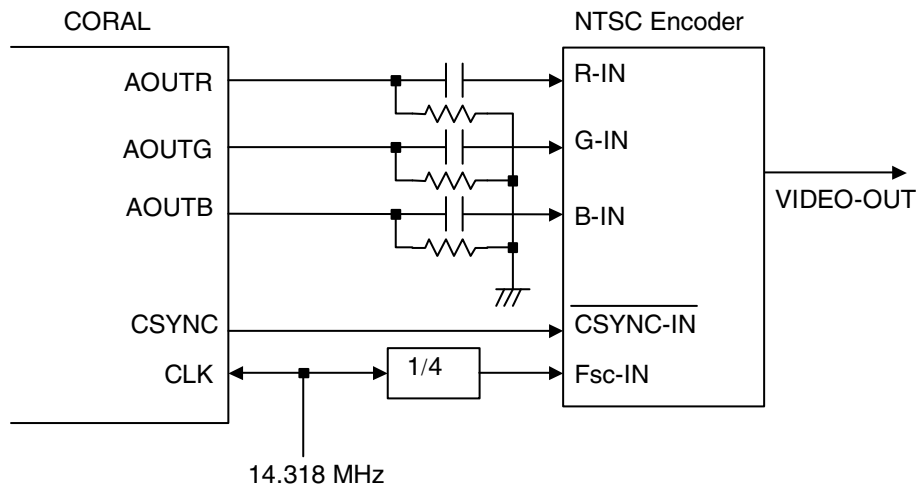 CORAL
NTSC Encoder
AOUTR
R-IN
AOUTG
G-IN
AOUTB
B-IN
VIDEO-OUT
CSYNC
CSYNC-IN
CLK
1/4
Fsc-IN
14.318 MHz